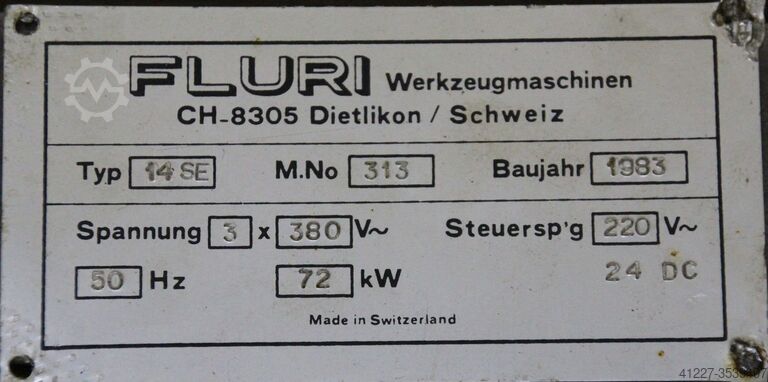 FLURI Werkzeugmaschinen
CH-8305 Dietlikon / Schweiz
Typ 14 SE M.No 313 Baujahr 1983
Spannung 3 x 380 V~ Steuersp'g 220 V~
50 Hz 72 kW 24 DC
Made in Switzerland